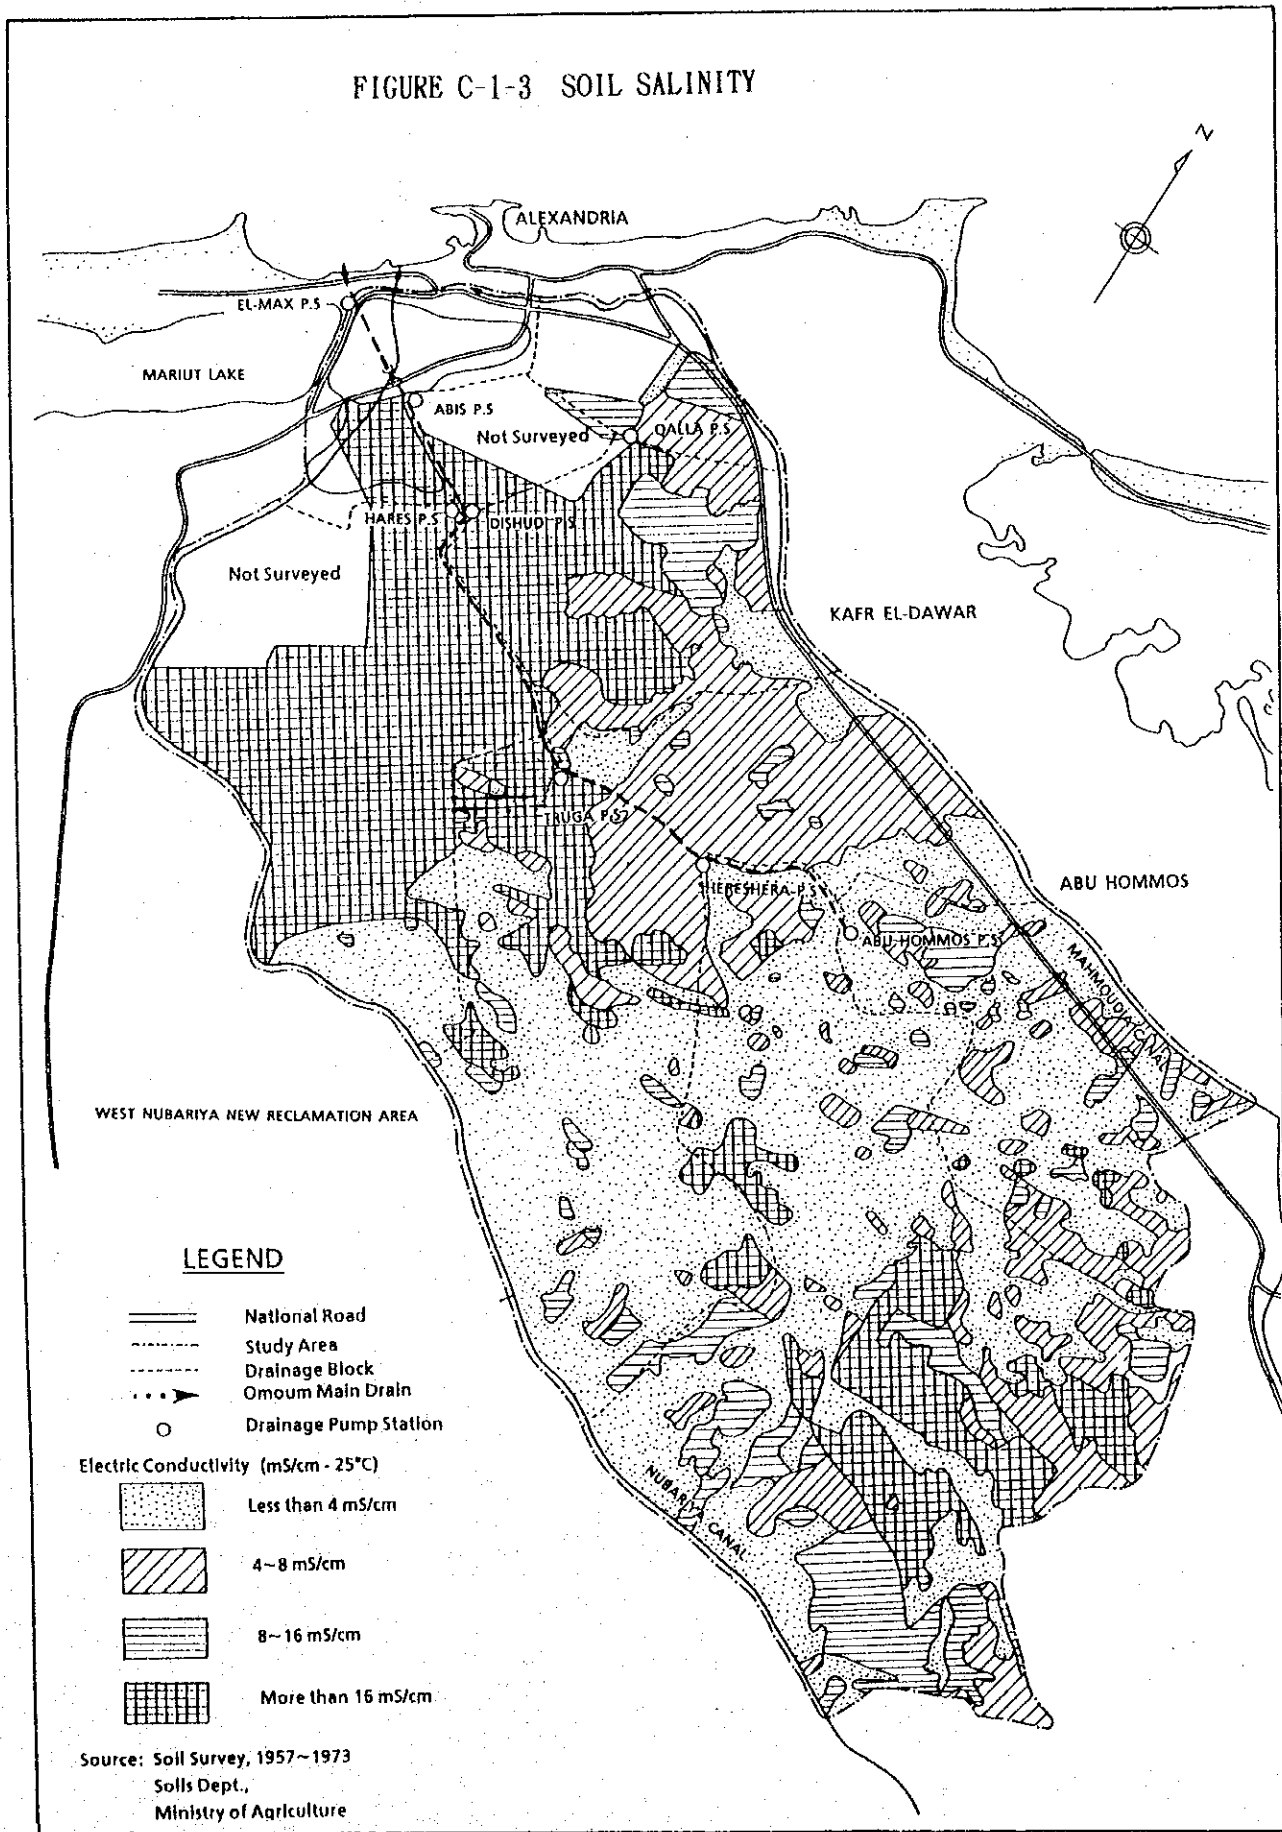 FIGURE C-1-3 SOIL SALINITY
N
ALEXANDRIA
EL-MAX P.S
MARIUT LAKE
ABIS P.S
Not Surveyed
QALLA P.S
HARES P.S
DISHUDI P.S
Not Surveyed
KAFR EL-DAWAR
TRUGA P.S
SHERESHERA P.S
ABU HOMMOS
ABU-HOMMOS P.S
MAHMOUDIA CANAL
WEST NUBARIYA NEW RECLAMATION AREA
NUBARIYA CANAL
LEGEND
National Road
Study Area
Drainage Block
Omoum Main Drain
Drainage Pump Station
Electric Conductivity (mS/cm - 25°C)
Less than 4 mS/cm
4~8 mS/cm
8~16 mS/cm
More than 16 mS/cm
Source: Soil Survey, 1957~1973
Soils Dept.,
Ministry of Agriculture